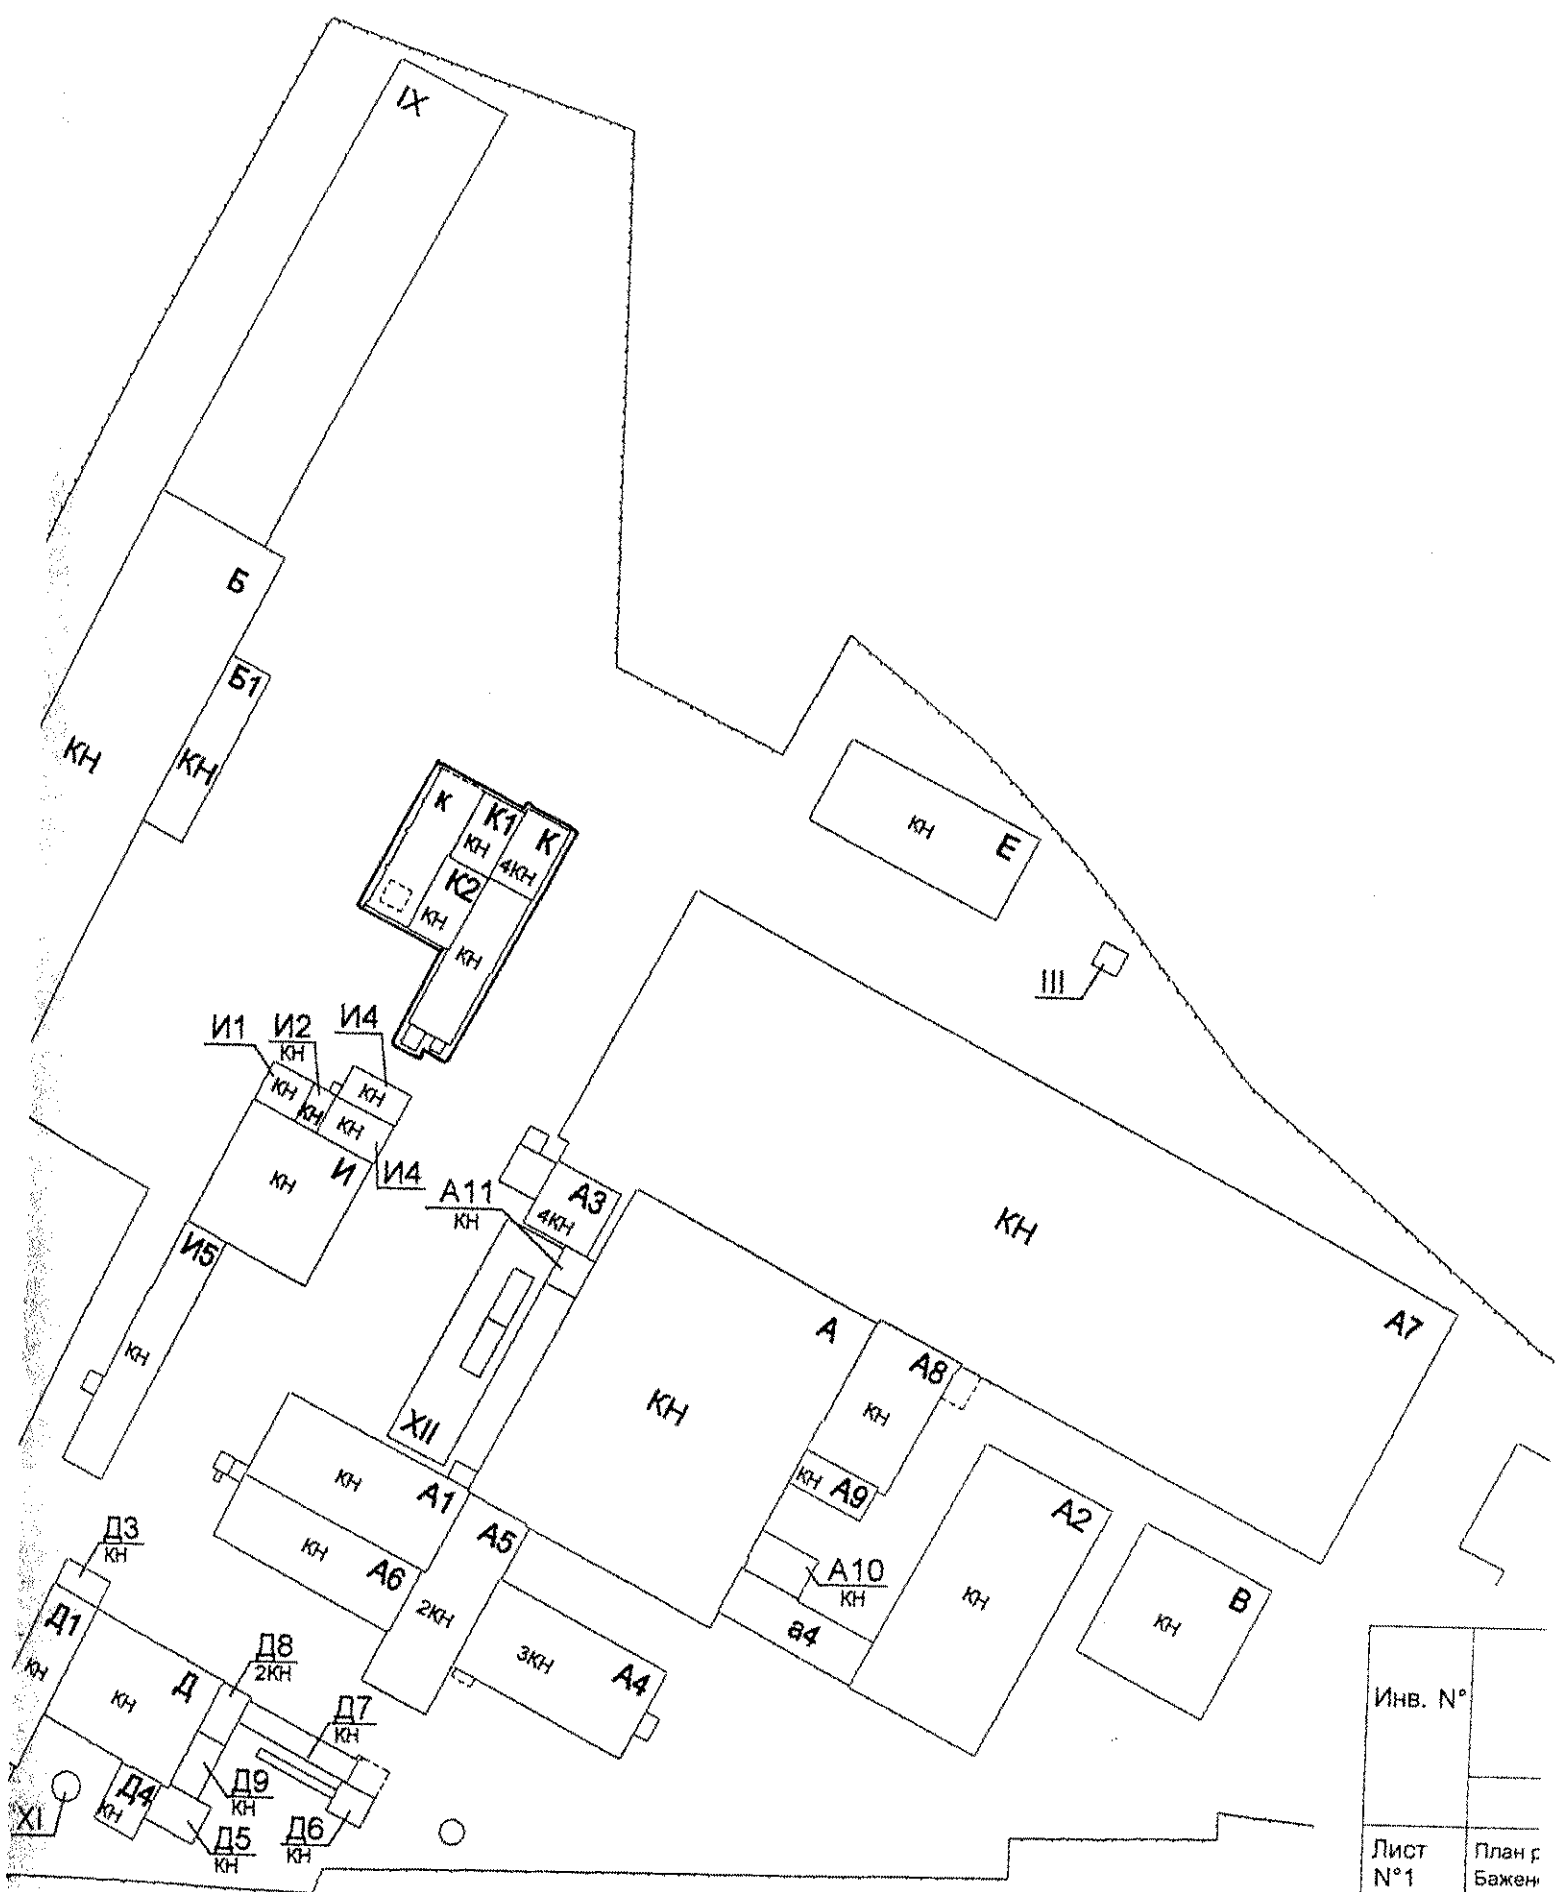 IX
Б
Б1
КН
КН
к
К1
К
КН
4КН
К2
КН
КН
КН
Е
III
И1
И2
КН
И4
КН
КН
КН
КН
И
И4
КН
А11
КН
А3
4КН
КН
И5
КН
А
А7
А8
КН
КН
XII
КН
А1
КН
А9
А2
А5
КН
А6
2КН
Д3
КН
А10
КН
КН
В
КН
а4
Д1
КН
Д8
2КН
3КН
А4
КН
Д
Д7
КН
Инв. N°
Д4
КН
Д9
КН
XI
Д5
КН
Д6
КН
Лист
N°1
План р
Бажен